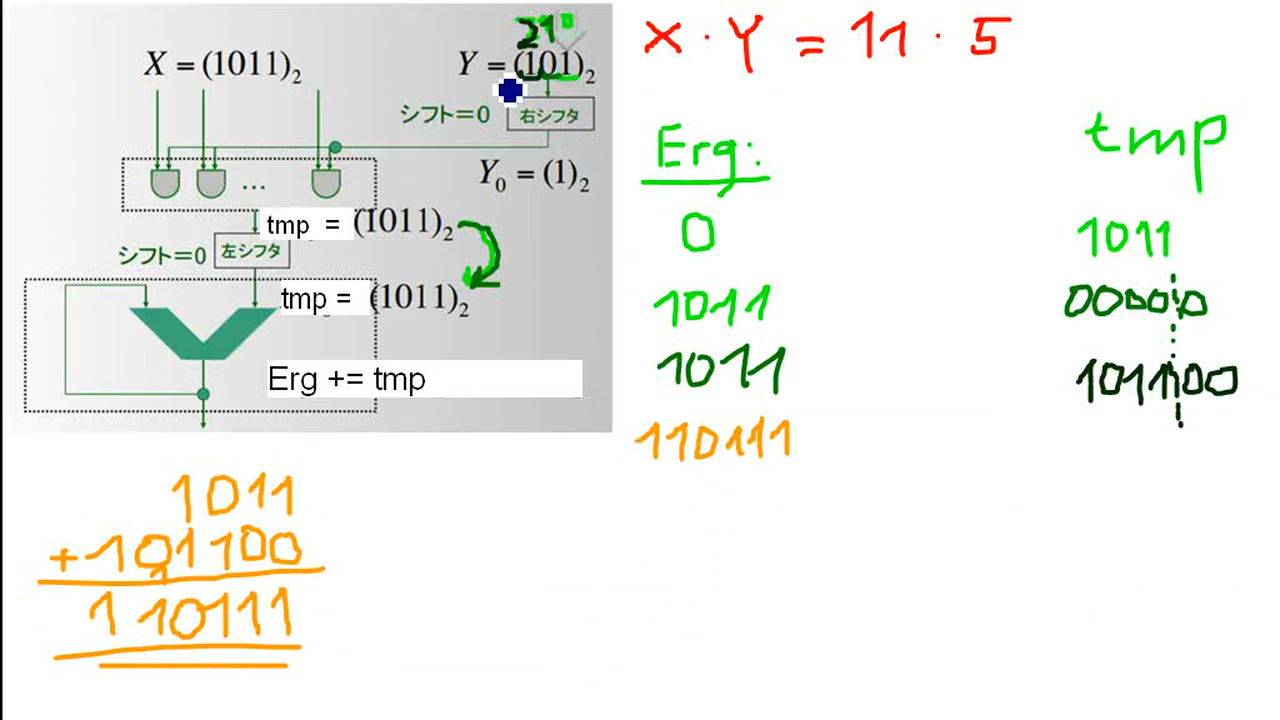 210
X = (1011)₂
Y = (101)₂
シフト＝0
右シフタ
Y₀ = (1)₂
...
tmp = (1011)₂
シフト＝0
左シフタ
tmp = (1011)₂
Erg += tmp
X · Y = 11 · 5
Erg:
0
1011
1011
110111
tmp
1011
00000
101100
1011
+101100
1
110111